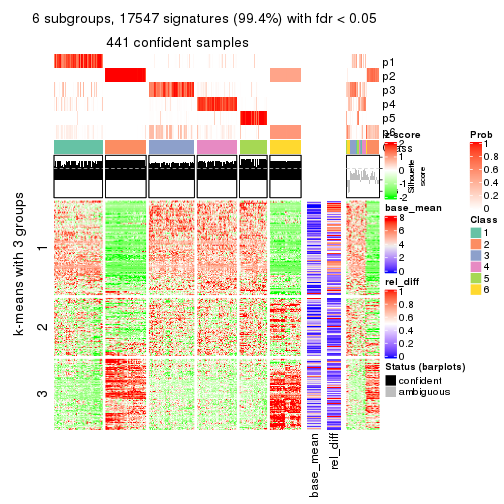 6 subgroups, 17547 signatures (99.4%) with fdr < 0.05
441 confident samples
p1
p2
p3
p4
p5
p6
Class
z-score
2
1
0
-1
-2
Silhouette
score
base_mean
8
6
4
2
0
rel_diff
1
0.8
0.6
0.4
0.2
0
Prob
1
0.8
0.6
0.4
0.2
0
Class
1
2
3
4
5
6
Status (barplots)
confident
ambiguous
k-means with 3 groups
1
2
3
base_mean
rel_diff